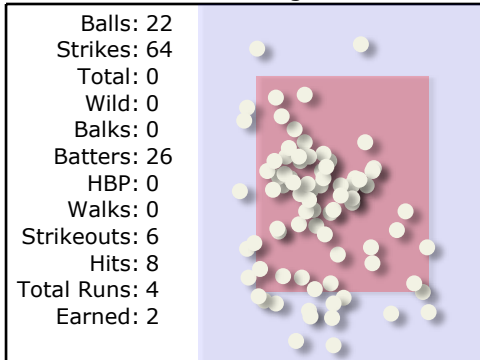 Balls: 22
Strikes: 64
Total: 0
Wild: 0
Balks: 0
Batters: 26
HBP: 0
Walks: 0
Strikeouts: 6
Hits: 8
Total Runs: 4
Earned: 2